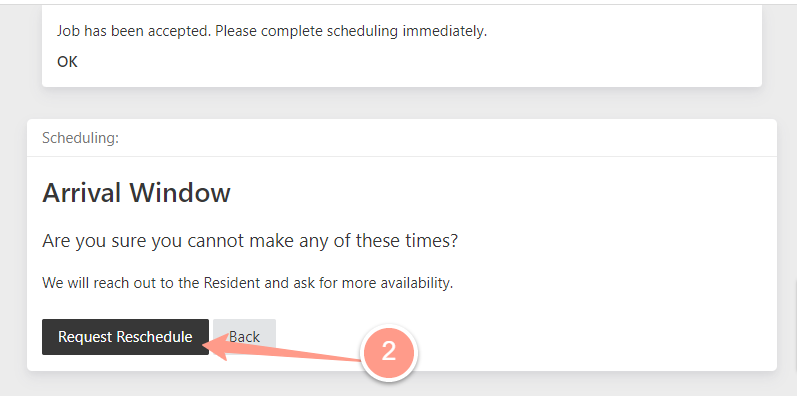 Job has been accepted. Please complete scheduling immediately.
OK
Scheduling:
Arrival Window
Are you sure you cannot make any of these times?
We will reach out to the Resident and ask for more availability.
Request Reschedule Back
2